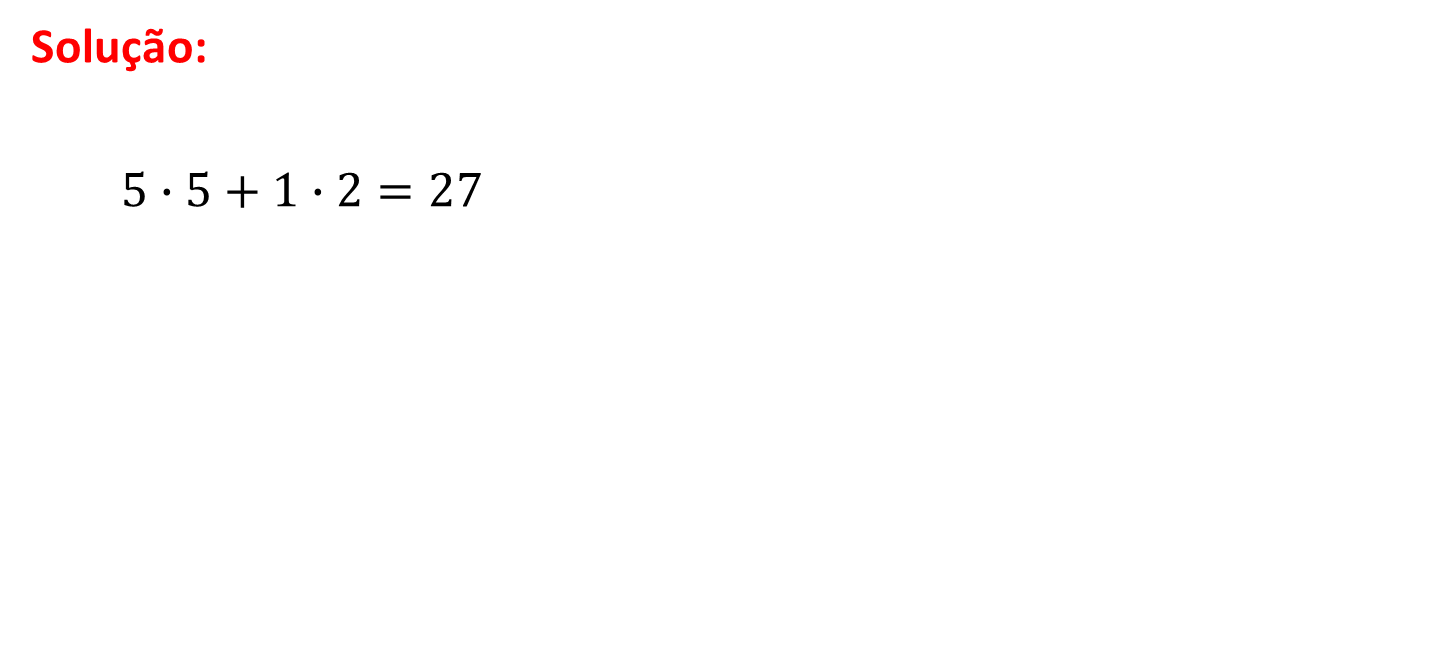 Solução:
5 · 5 + 1 · 2 = 27